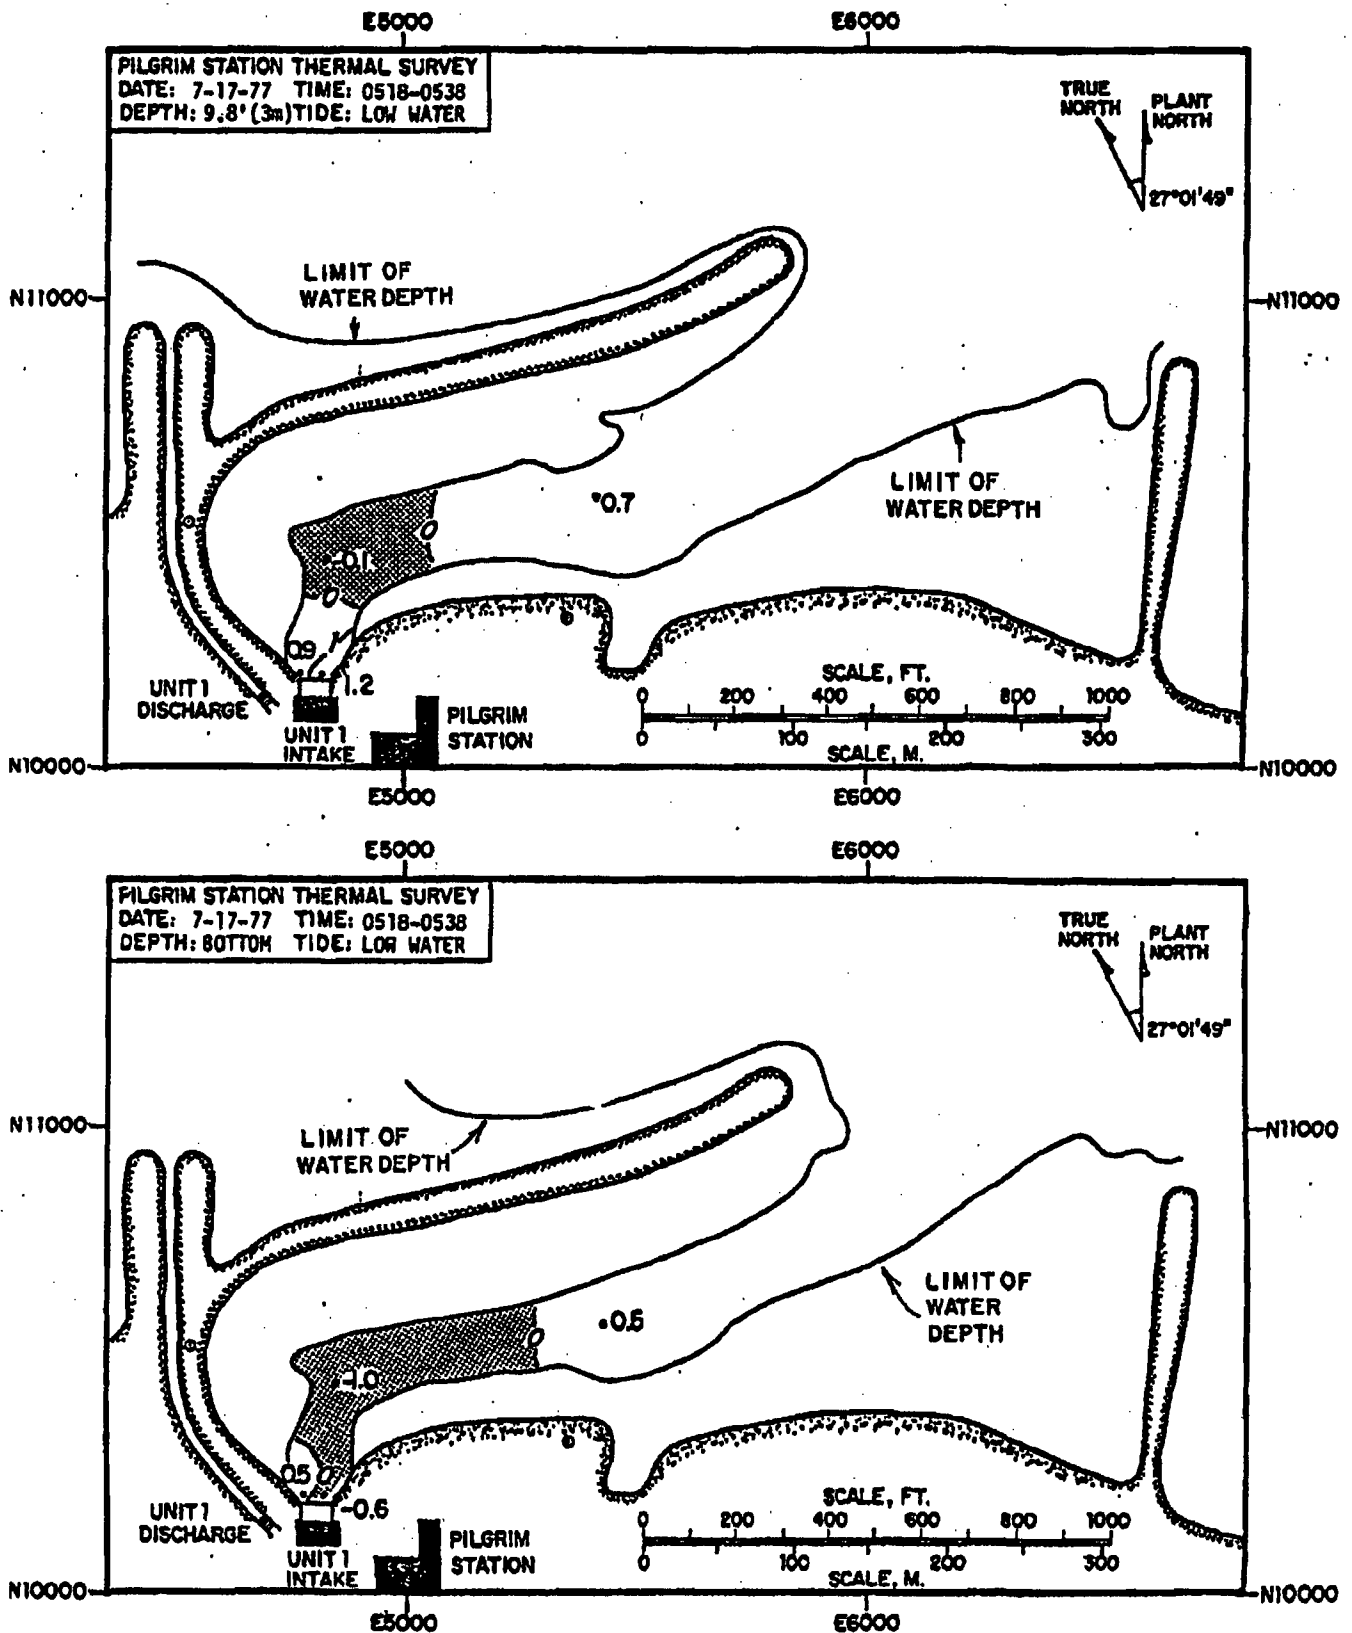 E5000
E6000
PILGRIM STATION THERMAL SURVEY
DATE: 7-17-77 TIME: 0518-0538
DEPTH: 9.8' (3m) TIDE: LOW WATER
TRUE NORTH
PLANT NORTH
27°01'49"
LIMIT OF
WATER DEPTH
N11000
N11000
LIMIT OF
WATER DEPTH
0.7
0
-0.1
0
0.9
1
1.2
UNIT 1
DISCHARGE
UNIT 1
INTAKE
PILGRIM
STATION
SCALE, FT.
0 200 400 600 800 1000
0 100 200 300
SCALE, M.
N10000
N10000
E5000
E6000
E5000
E6000
PILGRIM STATION THERMAL SURVEY
DATE: 7-17-77 TIME: 0518-0538
DEPTH: BOTTOM TIDE: LOW WATER
TRUE NORTH
PLANT NORTH
27°01'49"
N11000
N11000
LIMIT OF
WATER DEPTH
LIMIT OF
WATER
DEPTH
0
-1.0
0.5
0
-0.6
UNIT 1
DISCHARGE
UNIT 1
INTAKE
PILGRIM
STATION
SCALE, FT.
0 200 400 600 800 1000
0 100 200 300
SCALE, M.
N10000
N10000
E5000
E6000